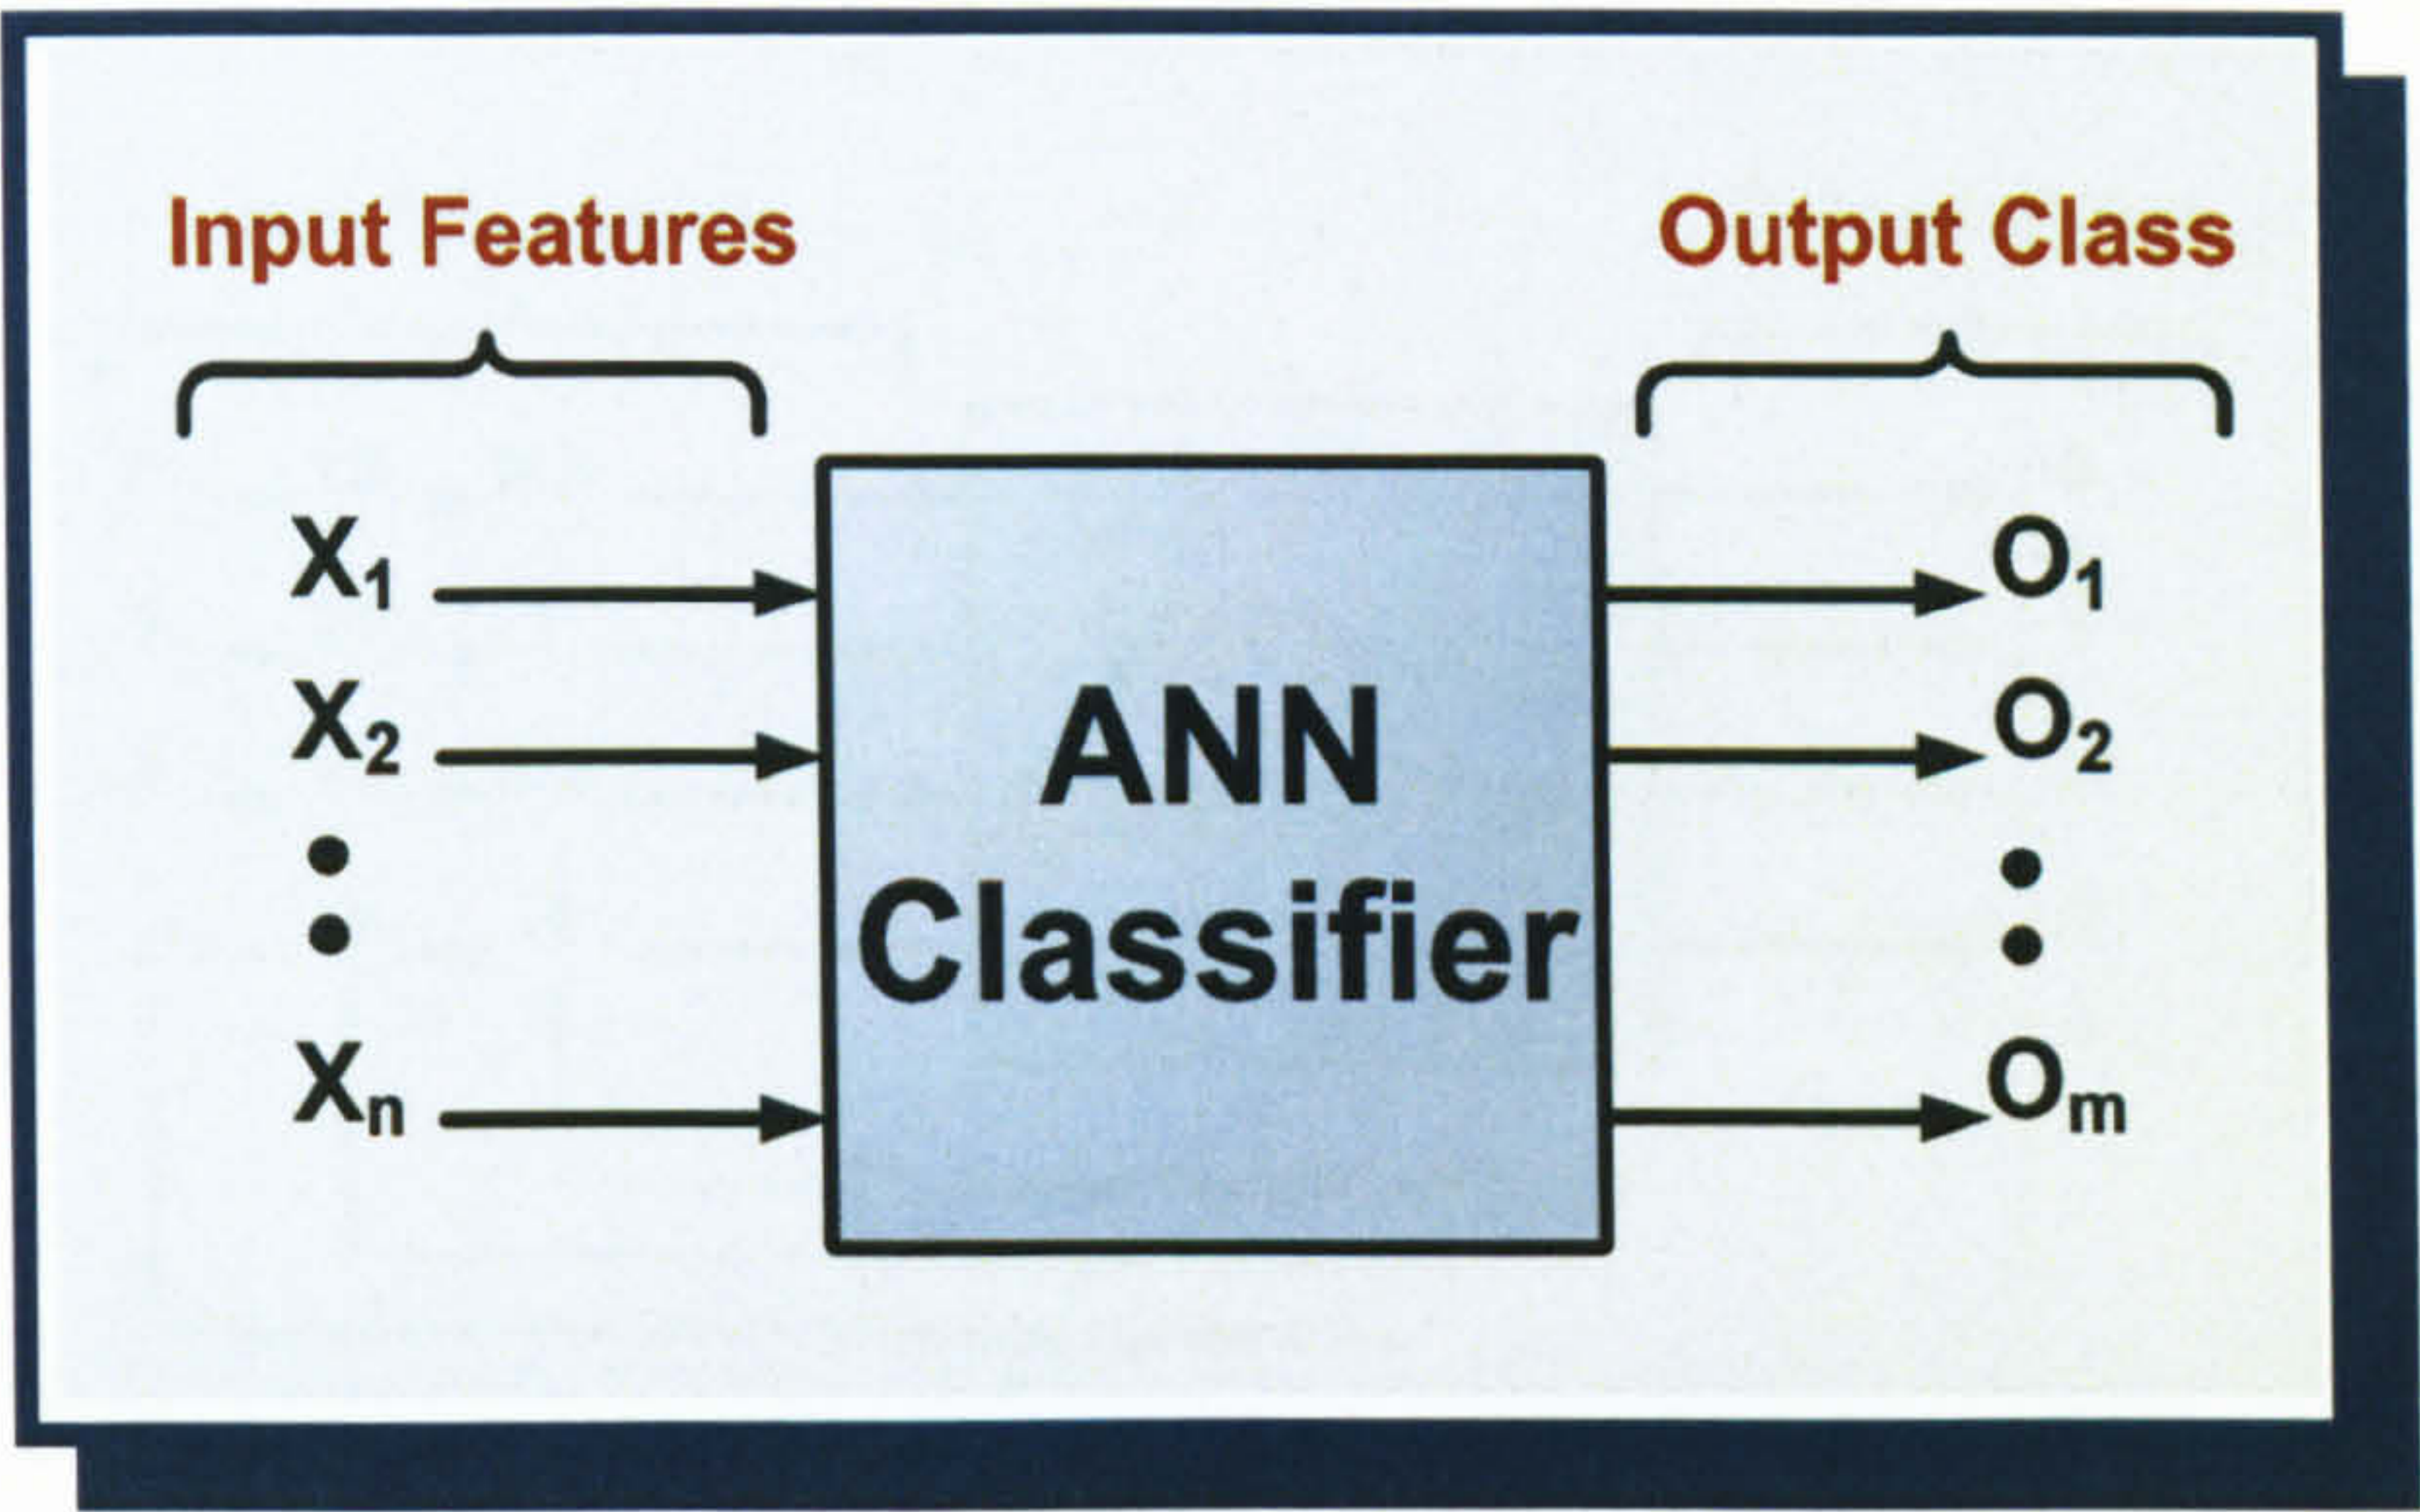 Input Features
Output Class
X1
O1
X2
ANN
O2
Classifier
Xn
Om